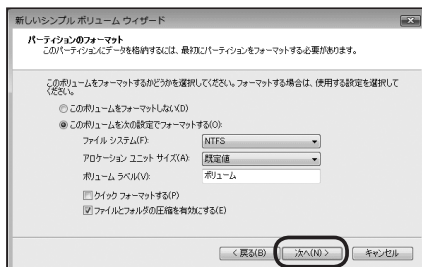 新しいシンプル ボリューム ウィザード
パーティションのフォーマット
このパーティションにデータを格納するには、最初にパーティションをフォーマットする必要があります。
このボリュームをフォーマットするかどうかを選択してください。フォーマットする場合は、使用する設定を選択して
ください。
このボリュームをフォーマットしない(D)
このボリュームを次の設定でフォーマットする(O):
ファイル システム(F): NTFS
アロケーション ユニット サイズ(A): 既定値
ボリューム ラベル(V): ボリューム
クイック フォーマットする(P)
ファイルとフォルダの圧縮を有効にする(E)
< 戻る(B) 次へ(N) > キャンセル